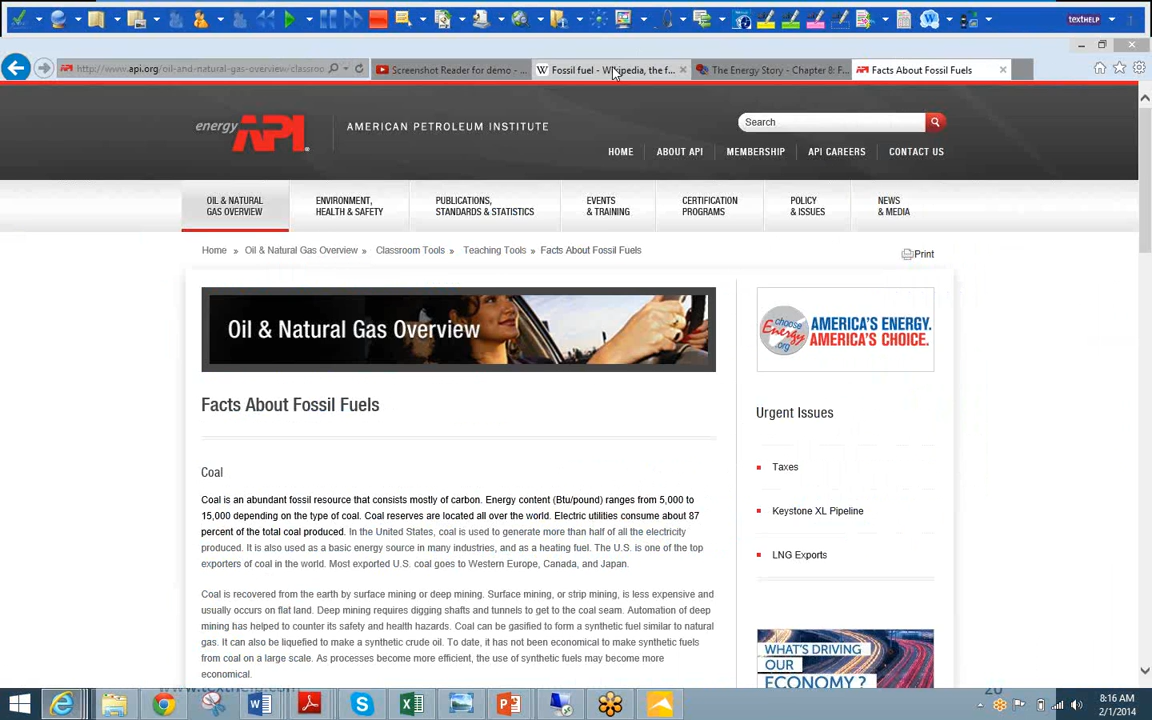 texthelp
http://www.api.org/oil-and-natural-gas-overview/classroo
Screenshot Reader for demo - ...
Fossil fuel - Wikipedia, the f...
The Energy Story - Chapter 8: F...
Facts About Fossil Fuels
energy API
AMERICAN PETROLEUM INSTITUTE
Search
HOME ABOUT API MEMBERSHIP API CAREERS CONTACT US
OIL & NATURAL
GAS OVERVIEW
ENVIRONMENT,
HEALTH & SAFETY
PUBLICATIONS,
STANDARDS & STATISTICS
EVENTS
& TRAINING
CERTIFICATION
PROGRAMS
POLICY
& ISSUES
NEWS
& MEDIA
Home » Oil & Natural Gas Overview » Classroom Tools » Teaching Tools » Facts About Fossil Fuels
Print
Oil & Natural Gas Overview
Facts About Fossil Fuels
Coal
Coal is an abundant fossil resource that consists mostly of carbon. Energy content (Btu/pound) ranges from 5,000 to
15,000 depending on the type of coal. Coal reserves are located all over the world. Electric utilities consume about 87
percent of the total coal produced. In the United States, coal is used to generate more than half of all the electricity
produced. It is also used as a basic energy source in many industries, and as a heating fuel. The U.S. is one of the top
exporters of coal in the world. Most exported U.S. coal goes to Western Europe, Canada, and Japan.
Coal is recovered from the earth by surface mining or deep mining. Surface mining, or strip mining, is less expensive and
usually occurs on flat land. Deep mining requires digging shafts and tunnels to get to the coal seam. Automation of deep
mining has helped to counter its safety and health hazards. Coal can be gasified to form a synthetic fuel similar to natural
gas. It can also be liquefied to make a synthetic crude oil. To date, it has not been economical to make synthetic fuels
from coal on a large scale. As processes become more efficient, the use of synthetic fuels may become more
economical.
choose
Energy
.org
AMERICA'S ENERGY.
AMERICA'S CHOICE.
Urgent Issues
Taxes
Keystone XL Pipeline
LNG Exports
WHAT'S DRIVING
OUR
ECONOMY ?
8:16 AM
2/1/2014